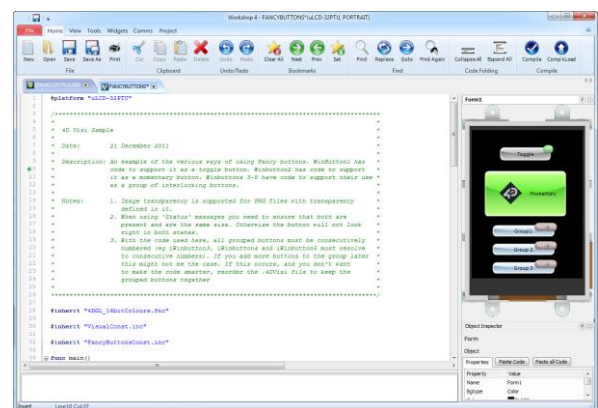 Workshop 4 - FANCYBUTTONS*(uLCD-32PTU, PORTRAIT)
File Home View Tools Widgets Comms Project
New Open Save Save As Print Cut Copy Paste Delete Undo Redo Clear All Next Prev Set Find Replace Goto Find Again Collapse All Expand All Compile Comp'nLoad
File Clipboard Undo/Redo Bookmarks Find Code Folding Compile
FANCYBUTTONS*
#platform "uLCD-32PTU"
4D Visi Sample
Date: 21 December 2011
Description: An example of the various ways of using Fancy buttons. WinButton1 has
code to support it as a toggle button. Winbutton2 has code to support
it as a momentary button. Winbuttons 3-5 have code to support their use
as a group of interlocking buttons.
Notes: 1. Image transparency is supported for PNG files with transparency
defined in it.
2. When using 'Status' messages you need to ensure that both are
present and are the same size. Otherwise the button will not look
right in both states.
3. With the code used here, all grouped buttons must be consecutively
numbered (eg iWinbutton3, iWinbutton4 and iWinbutton5 must resolve
to consecutive numbers). If you add more buttons to the group later
this might not be the case. If this occurs, and you don't want
to make the code smarter, reorder the .4DVisi file to keep the
grouped buttons together
#inherit "4DGL_16bitColours.fnc"
#inherit "VisualConst.inc"
#inherit "FancyButtonsConst.inc"
func main()
Form1
Toggle
Momentary
Group1
Group 2
Group 3
Object Inspector
Form
Object
Properties Paste Code Paste all Code
Property Value
Name Form1
Bgtype Color
Insert Line:10 Col:37